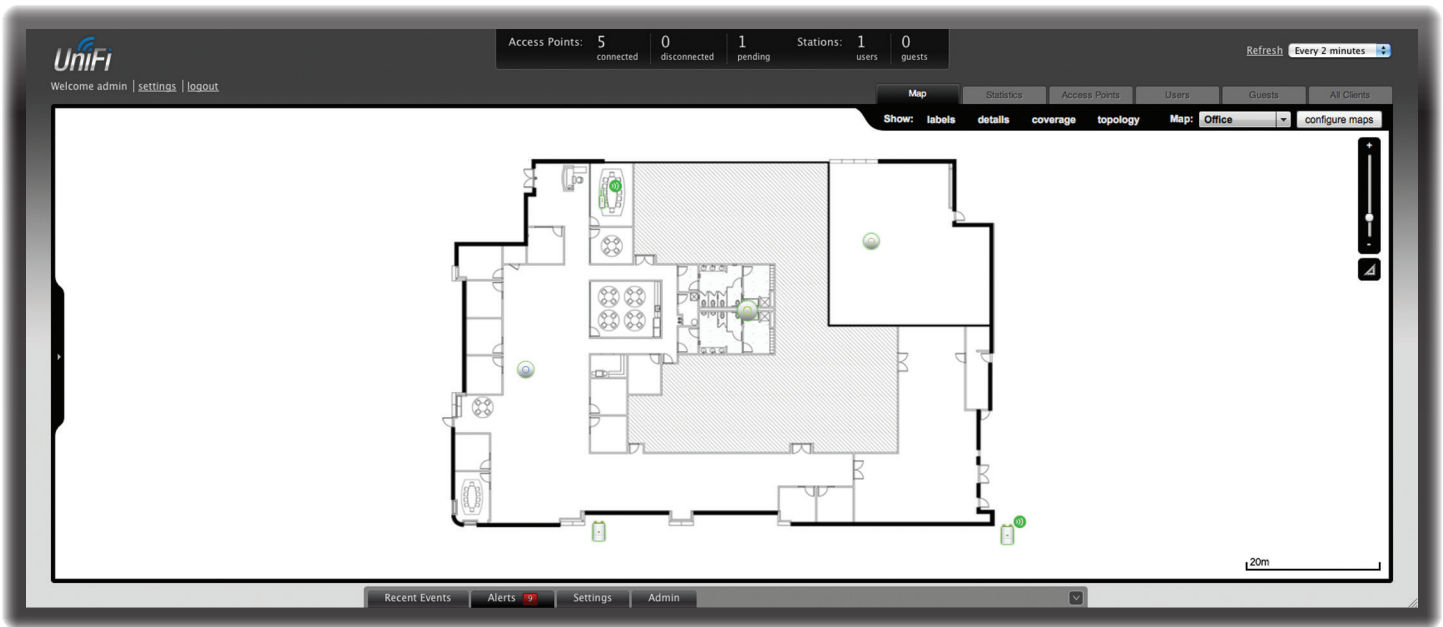 Access Points: 5 0 1 Stations: 1 0
connected disconnected pending users guests
UniFi
Refresh Every 2 minutes
Welcome admin | settings | logout
Map Statistics Access Points Users Guests All Clients
Show: labels details coverage topology Map: Office configure maps
+
-
20m
Recent Events Alerts 9 Settings Admin